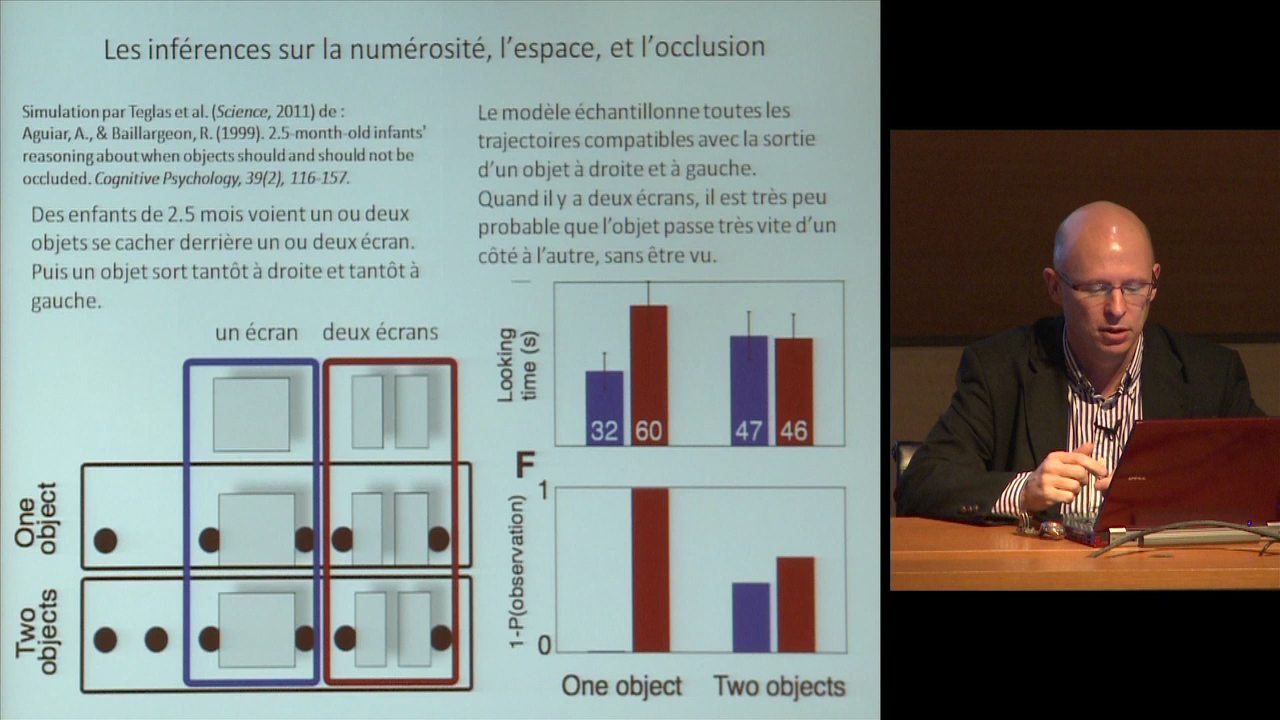 Les inférences sur la numérosité, l'espace, et l'occlusion
Simulation par Teglas et al. (Science, 2011) de :
Aguiar, A., & Baillargeon, R. (1999). 2.5-month-old infants'
reasoning about when objects should and should not be
occluded. Cognitive Psychology, 39(2), 116-157.
Des enfants de 2.5 mois voient un ou deux
objets se cacher derrière un ou deux écran.
Puis un objet sort tantôt à droite et tantôt à
gauche.
un écran
deux écrans
One
object
Two
objects
Le modèle échantillonne toutes les
trajectoires compatibles avec la sortie
d'un objet à droite et à gauche.
Quand il y a deux écrans, il est très peu
probable que l'objet passe très vite d'un
côté à l'autre, sans être vu.
Looking
time (s)
32
60
47
46
F
1-P(observation)
1
0
One object
Two objects
DELL